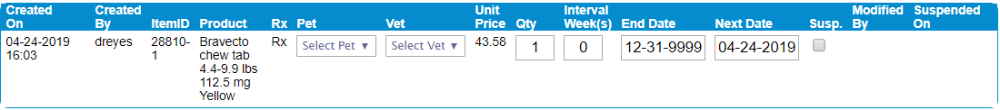 Created On Created By ItemID Product Rx Pet Vet Unit Price Qty Interval Week(s) End Date Next Date Susp. Modified By Suspended On
04-24-2019 16:03 dreyes 28810-1 Bravecto chew tab 4.4-9.9 lbs 112.5 mg Yellow Rx Select Pet ▼ Select Vet ▼ 43.58 1 0 12-31-9999 04-24-2019